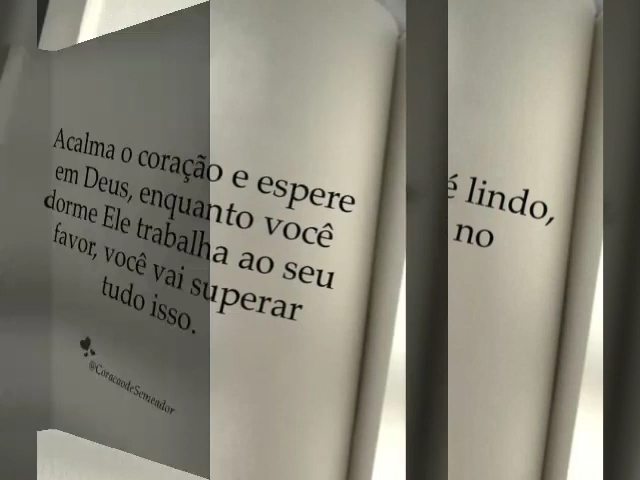 Acalma o coração e espere
em Deus, enquanto você
dorme Ele trabalha ao seu
favor, você vai superar
tudo isso.
@CoracaodeSemeador
é lindo,
no